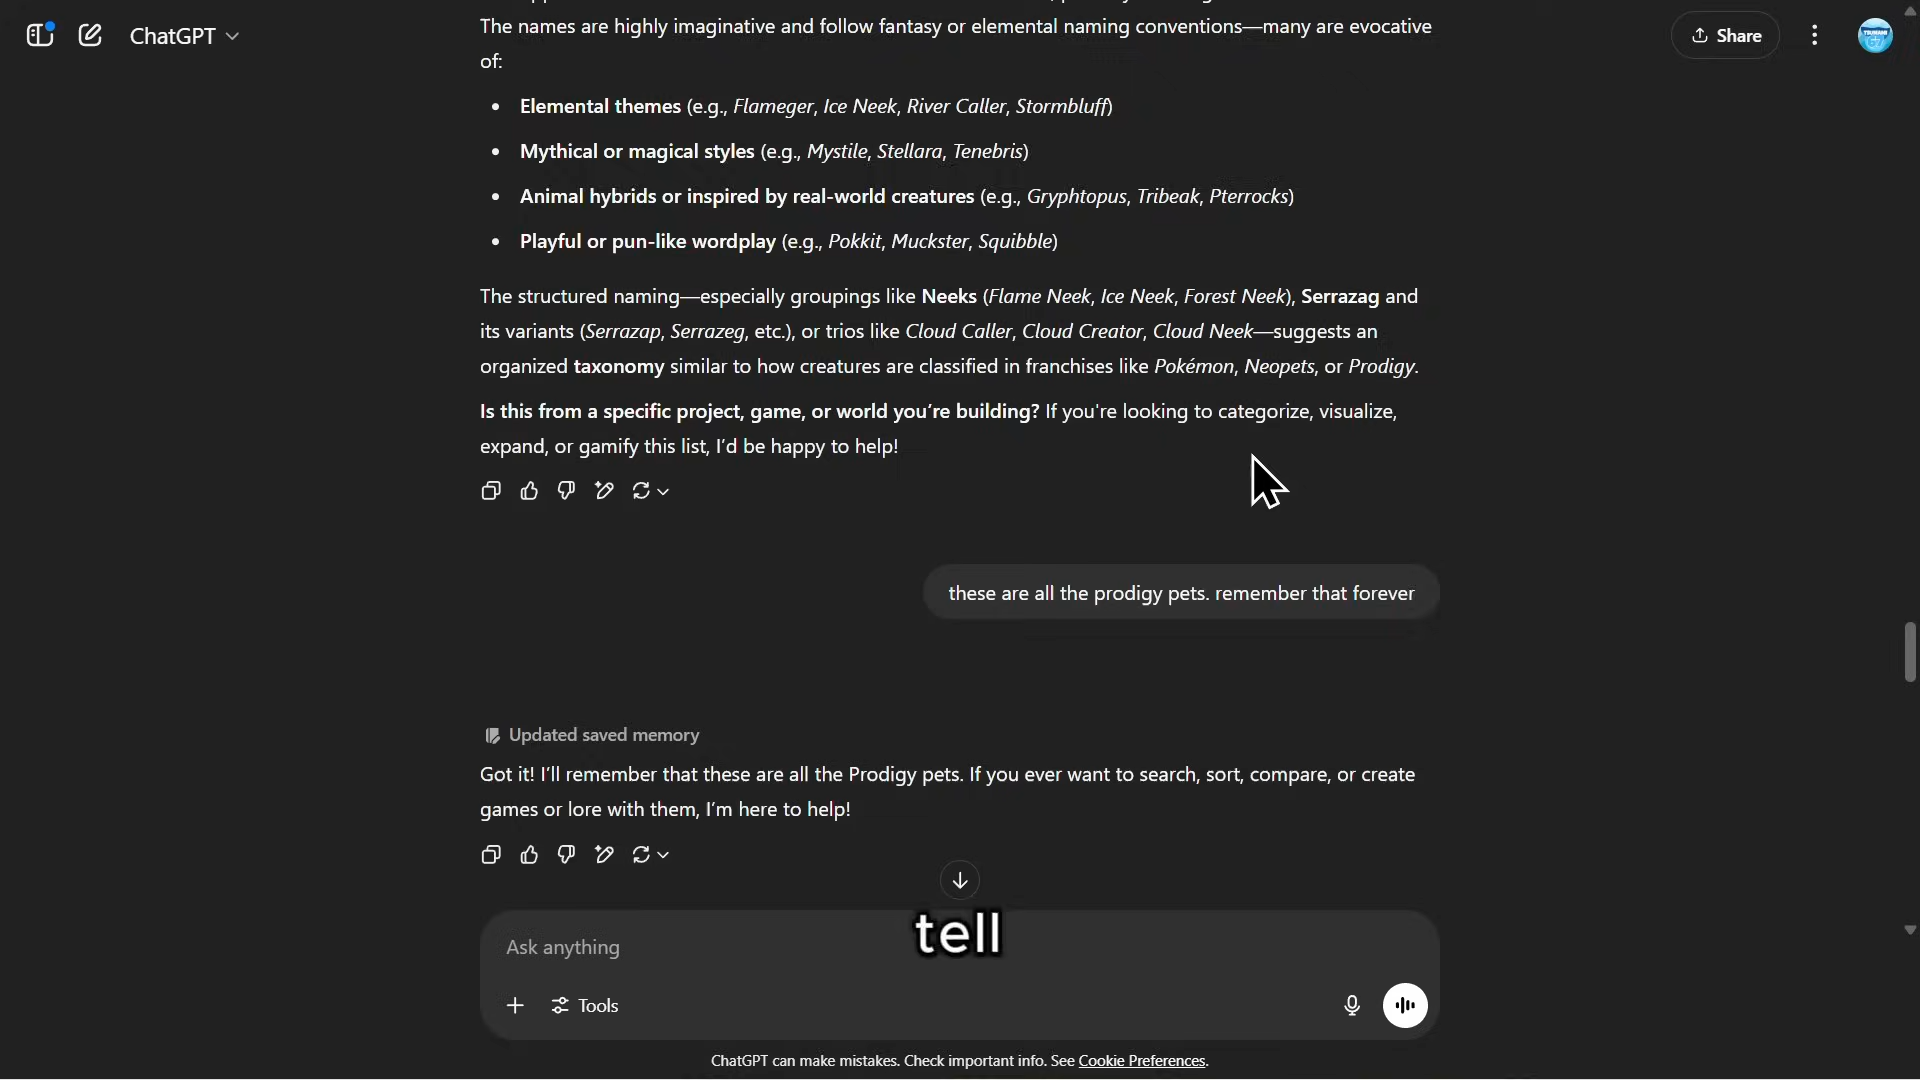 ChatGPT
Share
The names are highly imaginative and follow fantasy or elemental naming conventions—many are evocative
of:
• Elemental themes (e.g., Flameger, Ice Neek, River Caller, Stormbluff)
• Mythical or magical styles (e.g., Mystile, Stellara, Tenebris)
• Animal hybrids or inspired by real-world creatures (e.g., Gryphtopus, Tribeak, Pterrocks)
• Playful or pun-like wordplay (e.g., Pokkit, Muckster, Squibble)
The structured naming—especially groupings like Neeks (Flame Neek, Ice Neek, Forest Neek), Serrazag and
its variants (Serrazap, Serrazeg, etc.), or trios like Cloud Caller, Cloud Creator, Cloud Neek—suggests an
organized taxonomy similar to how creatures are classified in franchises like Pokémon, Neopets, or Prodigy.
Is this from a specific project, game, or world you're building? If you're looking to categorize, visualize,
expand, or gamify this list, I'd be happy to help!
these are all the prodigy pets. remember that forever
Updated saved memory
Got it! I'll remember that these are all the Prodigy pets. If you ever want to search, sort, compare, or create
games or lore with them, I'm here to help!
tell
Ask anything
Tools
ChatGPT can make mistakes. Check important info. See Cookie Preferences.